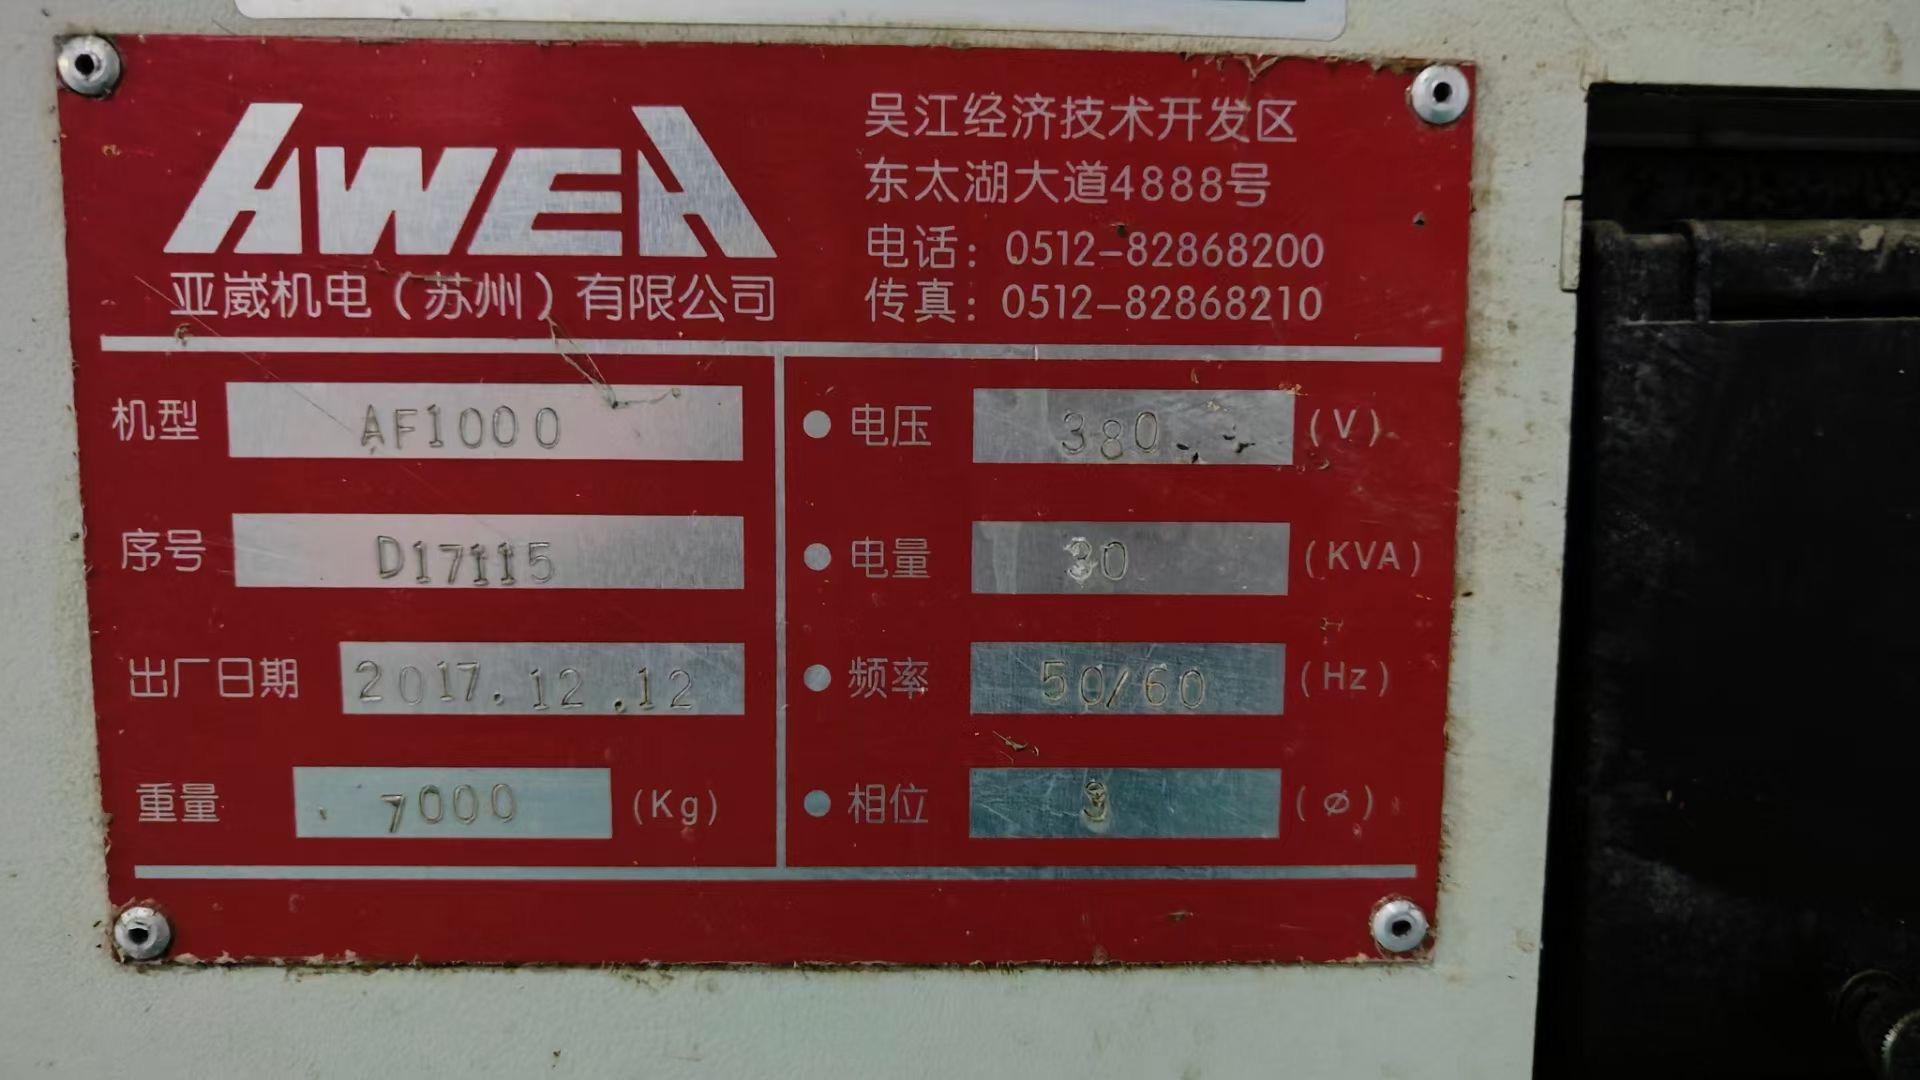 AWEA
亚崴机电（苏州）有限公司
吴江经济技术开发区
东太湖大道4888号
电话：0512-82868200
传真：0512-82868210
机型 AF1000
序号 D17115
出厂日期 2017.12.12
重量 7000 (Kg)
电压 380 (V)
电量 30 (KVA)
频率 50/60 (Hz)
相位 3 (ø)